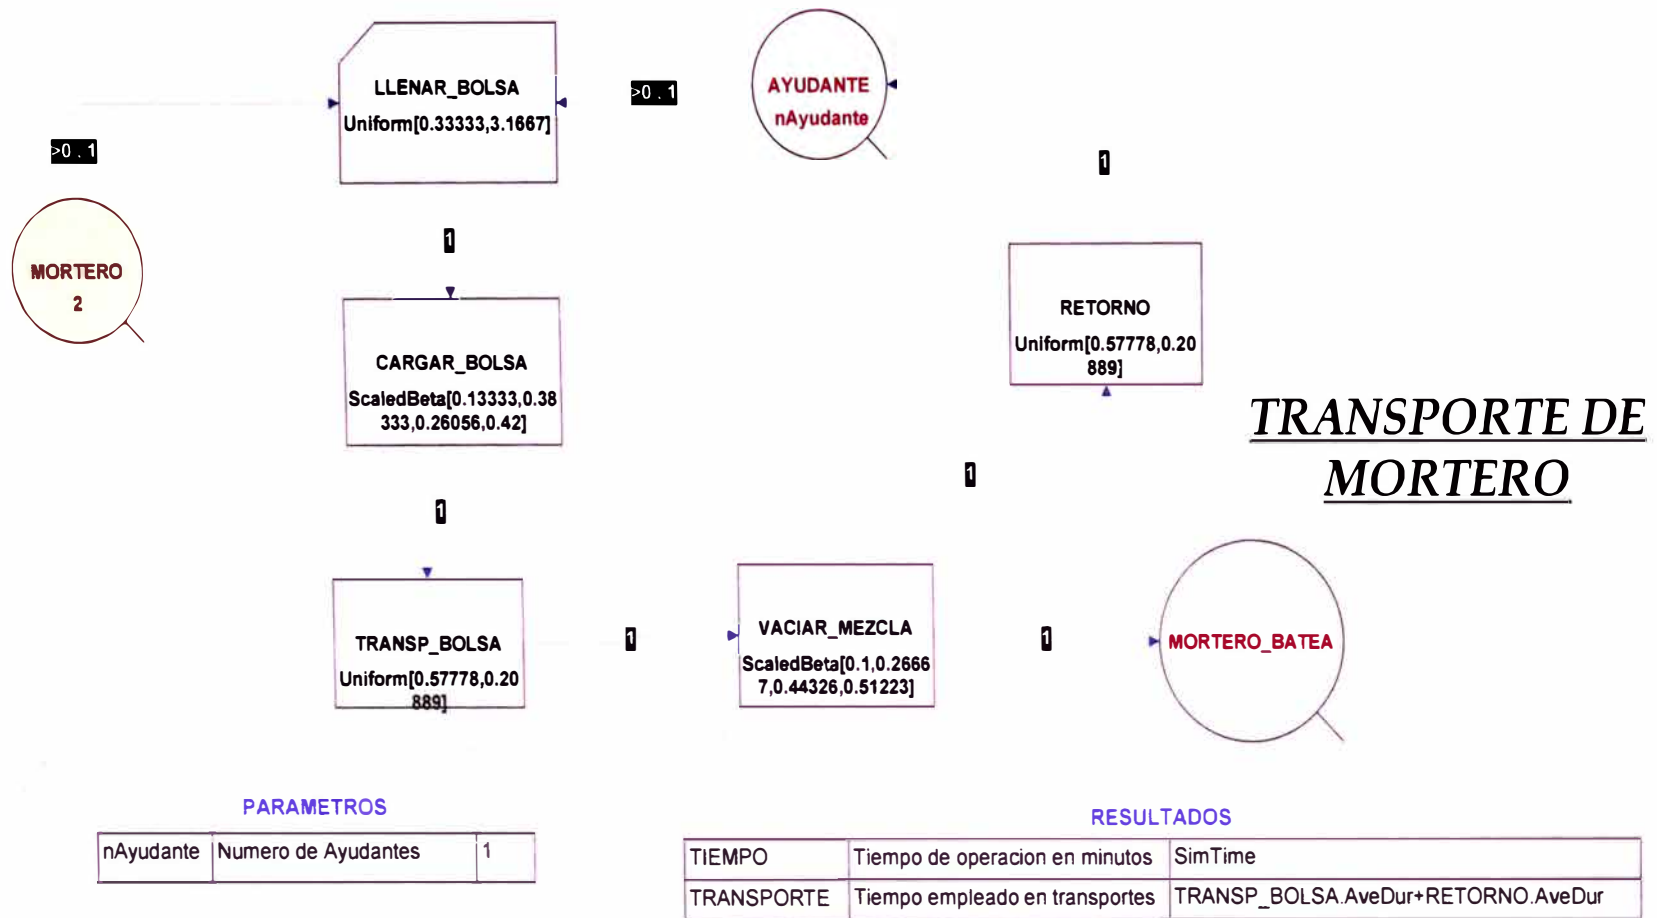 LLENAR_BOLSA
Uniform[0.33333,3.1667]
>0 . 1
AYUDANTE
nAyudante
>0 . 1
1
1
MORTERO
2
RETORNO
Uniform[0.57778,0.20
889]
CARGAR_BOLSA
ScaledBeta[0.13333,0.38
333,0.26056,0.42]
TRANSPORTE DE
MORTERO
1
1
TRANSP_BOLSA
Uniform[0.57778,0.20
889]
1
VACIAR_MEZCLA
ScaledBeta[0.1,0.2666
7,0.44326,0.51223]
1
MORTERO_BATEA
PARAMETROS
nAyudante Numero de Ayudantes 1
RESULTADOS
TIEMPO Tiempo de operacion en minutos SimTime
TRANSPORTE Tiempo empleado en transportes TRANSP_BOLSA.AveDur+RETORNO.AveDur